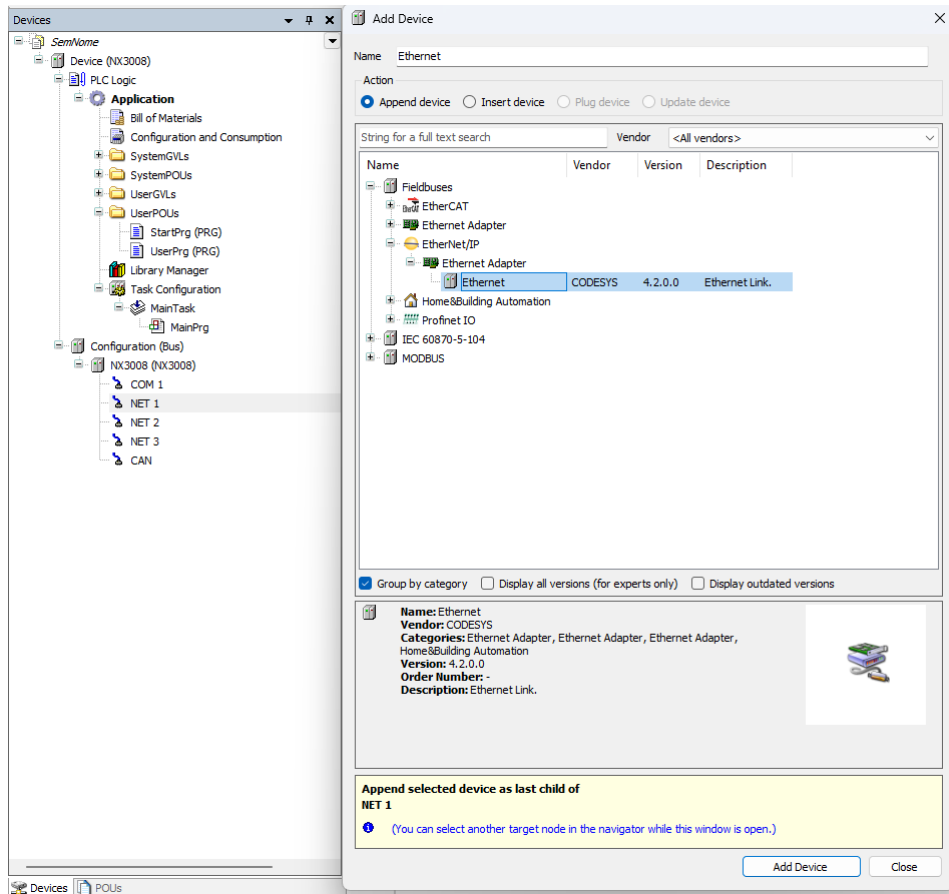 Devices
SemNome
Device (NX3008)
PLC Logic
Application
Bill of Materials
Configuration and Consumption
SystemGVLs
SystemPOUs
UserGVLs
UserPOUs
StartPrg (PRG)
UserPrg (PRG)
Library Manager
Task Configuration
MainTask
MainPrg
Configuration (Bus)
NX3008 (NX3008)
COM 1
NET 1
NET 2
NET 3
CAN
Devices POUs
Add Device
Name Ethernet
Action
Append device Insert device Plug device Update device
String for a full text search Vendor <All vendors>
Name Vendor Version Description
Fieldbuses
EtherCAT
Ethernet Adapter
EtherNet/IP
Ethernet Adapter
Ethernet CODESYS 4.2.0.0 Ethernet Link.
Home&Building Automation
Profinet IO
IEC 60870-5-104
MODBUS
Group by category Display all versions (for experts only) Display outdated versions
Name: Ethernet
Vendor: CODESYS
Categories: Ethernet Adapter, Ethernet Adapter, Ethernet Adapter,
Home&Building Automation
Version: 4.2.0.0
Order Number: -
Description: Ethernet Link.
Append selected device as last child of
NET 1
(You can select another target node in the navigator while this window is open.)
Add Device Close